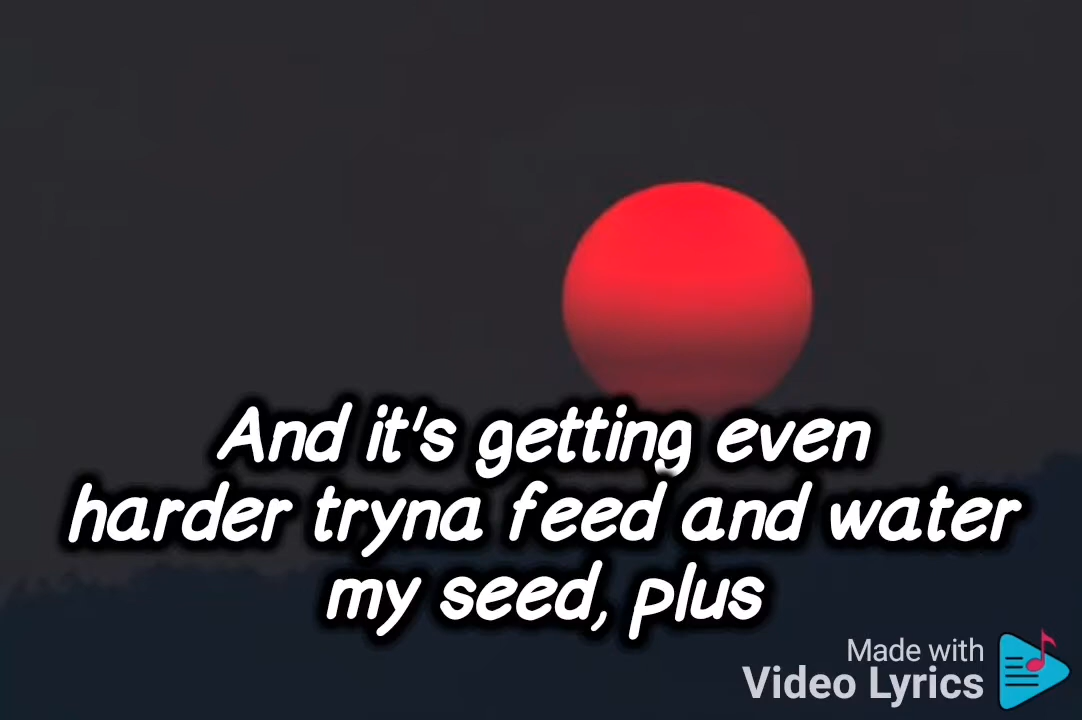 And it's getting even
harder tryna feed and water
my seed, plus
Made with
Video Lyrics